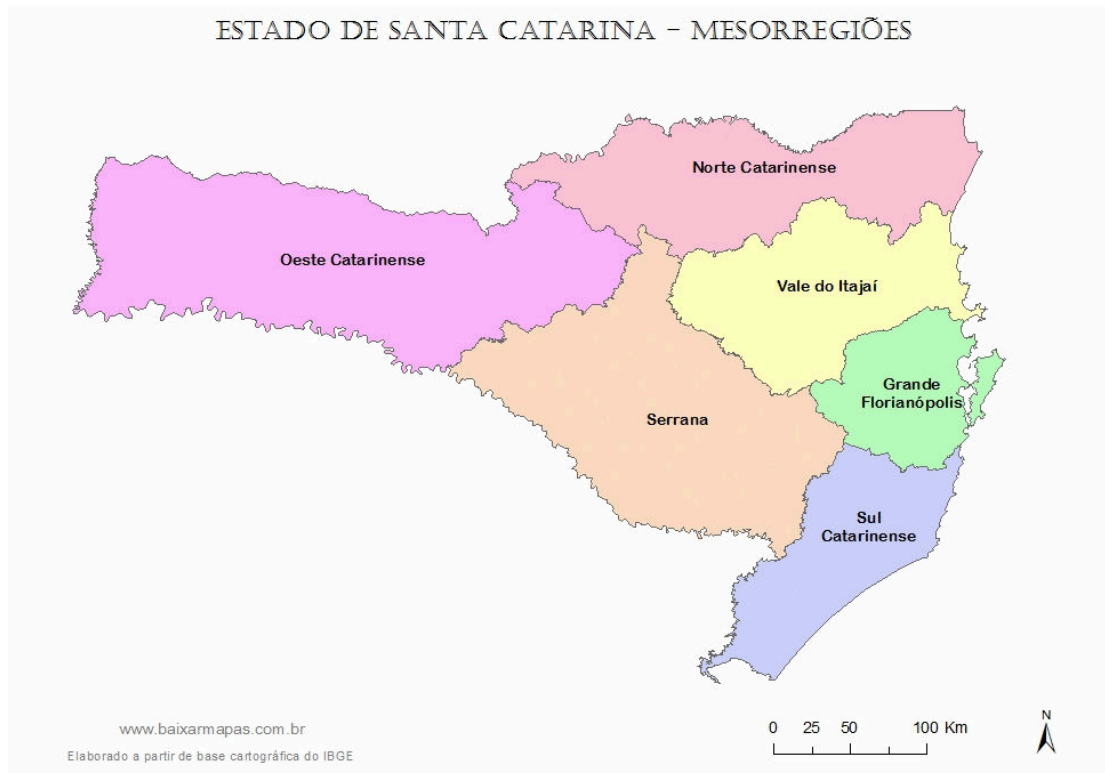 ESTADO DE SANTA CATARINA – MESORREGIÕES
Norte Catarinense
Oeste Catarinense
Vale do Itajaí
Grande
Florianópolis
Serrana
Sul
Catarinense
www.baixarmapas.com.br
Elaborado a partir de base cartográfica do IBGE
0 25 50 100 Km
N